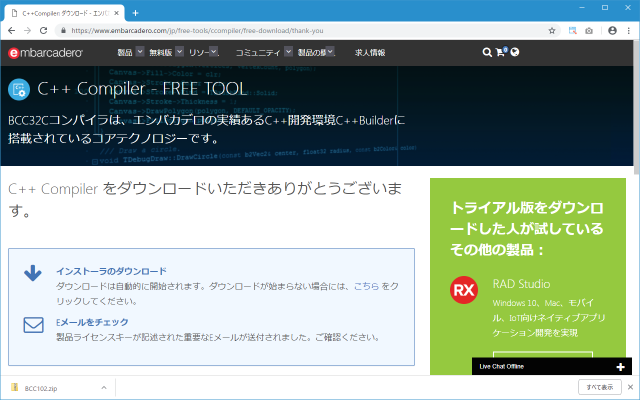 C++ Compilerダウンロード - エンバカ
https://www.embarcadero.com/jp/free-tools/ccompiler/free-download/thank-you
embarcadero
製品 無料版 リソー コミュニティ 製品の購 求人情報
C++ Compiler - FREE TOOL
BCC32Cコンパイラは、エンバカデロの実績あるC++開発環境C++Builderに
搭載されているコアテクノロジーです。
C++ Compiler をダウンロードいただきありがとうございま
す。
インストーラのダウンロード
ダウンロードは自動的に開始されます。ダウンロードが始まらない場合には、こちら をク
リックしてください。
Eメールをチェック
製品ライセンスキーが記述された重要なEメールが送付されました。ご確認ください。
トライアル版をダウンロ
ードした人が試している
その他の製品：
RX
RAD Studio
Windows 10、Mac、モバイ
ル、IoT向けネイティブアプリ
ケーション開発を実現
Live Chat Offline
BCC102.zip
すべて表示